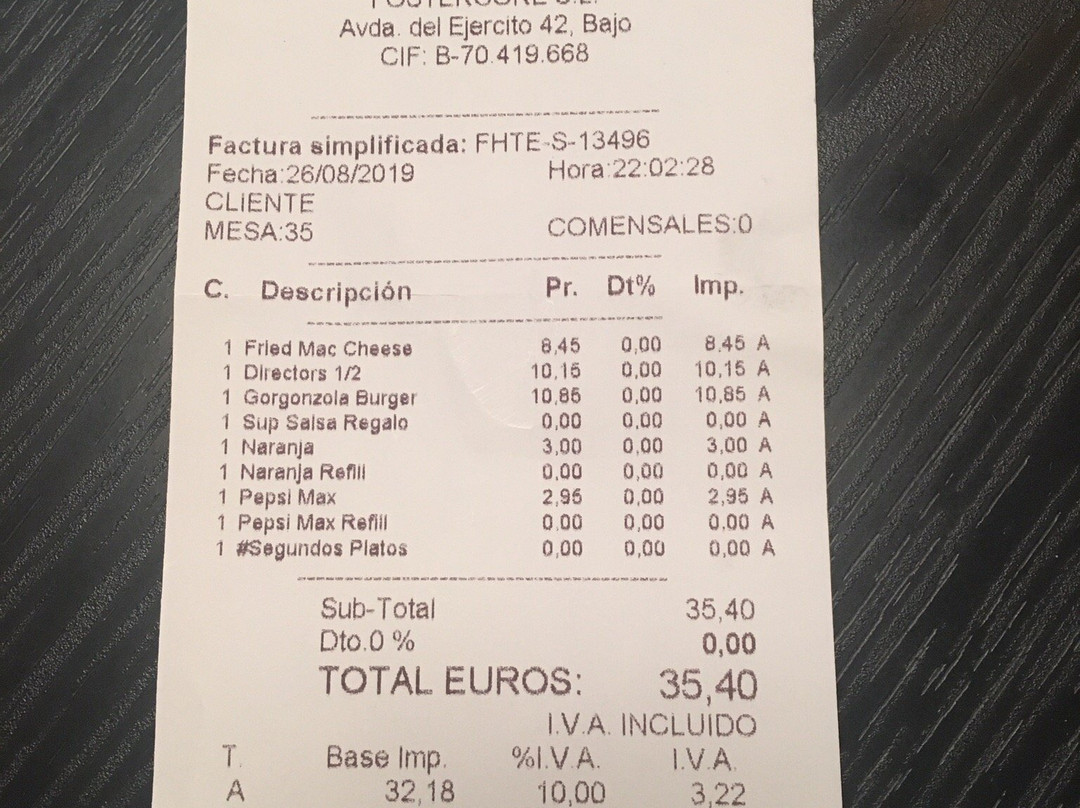 Avda. del Ejercito 42, Bajo
CIF: B-70.419.668
Factura simplificada: FHTE-S-13496
Fecha:26/08/2019 Hora:22:02:28
CLIENTE
MESA:35 COMENSALES:0
C. Descripción Pr. Dt% Imp.
1 Fried Mac Cheese 8,45 0,00 8,45 A
1 Directors 1/2 10,15 0,00 10,15 A
1 Gorgonzola Burger 10,85 0,00 10,85 A
1 Sup Salsa Regalo 0,00 0,00 0,00 A
1 Naranja 3,00 0,00 3,00 A
1 Naranja Refill 0,00 0,00 0,00 A
1 Pepsi Max 2,95 0,00 2,95 A
1 Pepsi Max Refill 0,00 0,00 0,00 A
1 #Segundos Platos 0,00 0,00 0,00 A
Sub-Total 35,40
Dto.0 % 0,00
TOTAL EUROS: 35,40
I.V.A. INCLUIDO
T. Base Imp. %I.V.A. I.V.A.
A 32,18 10,00 3,22